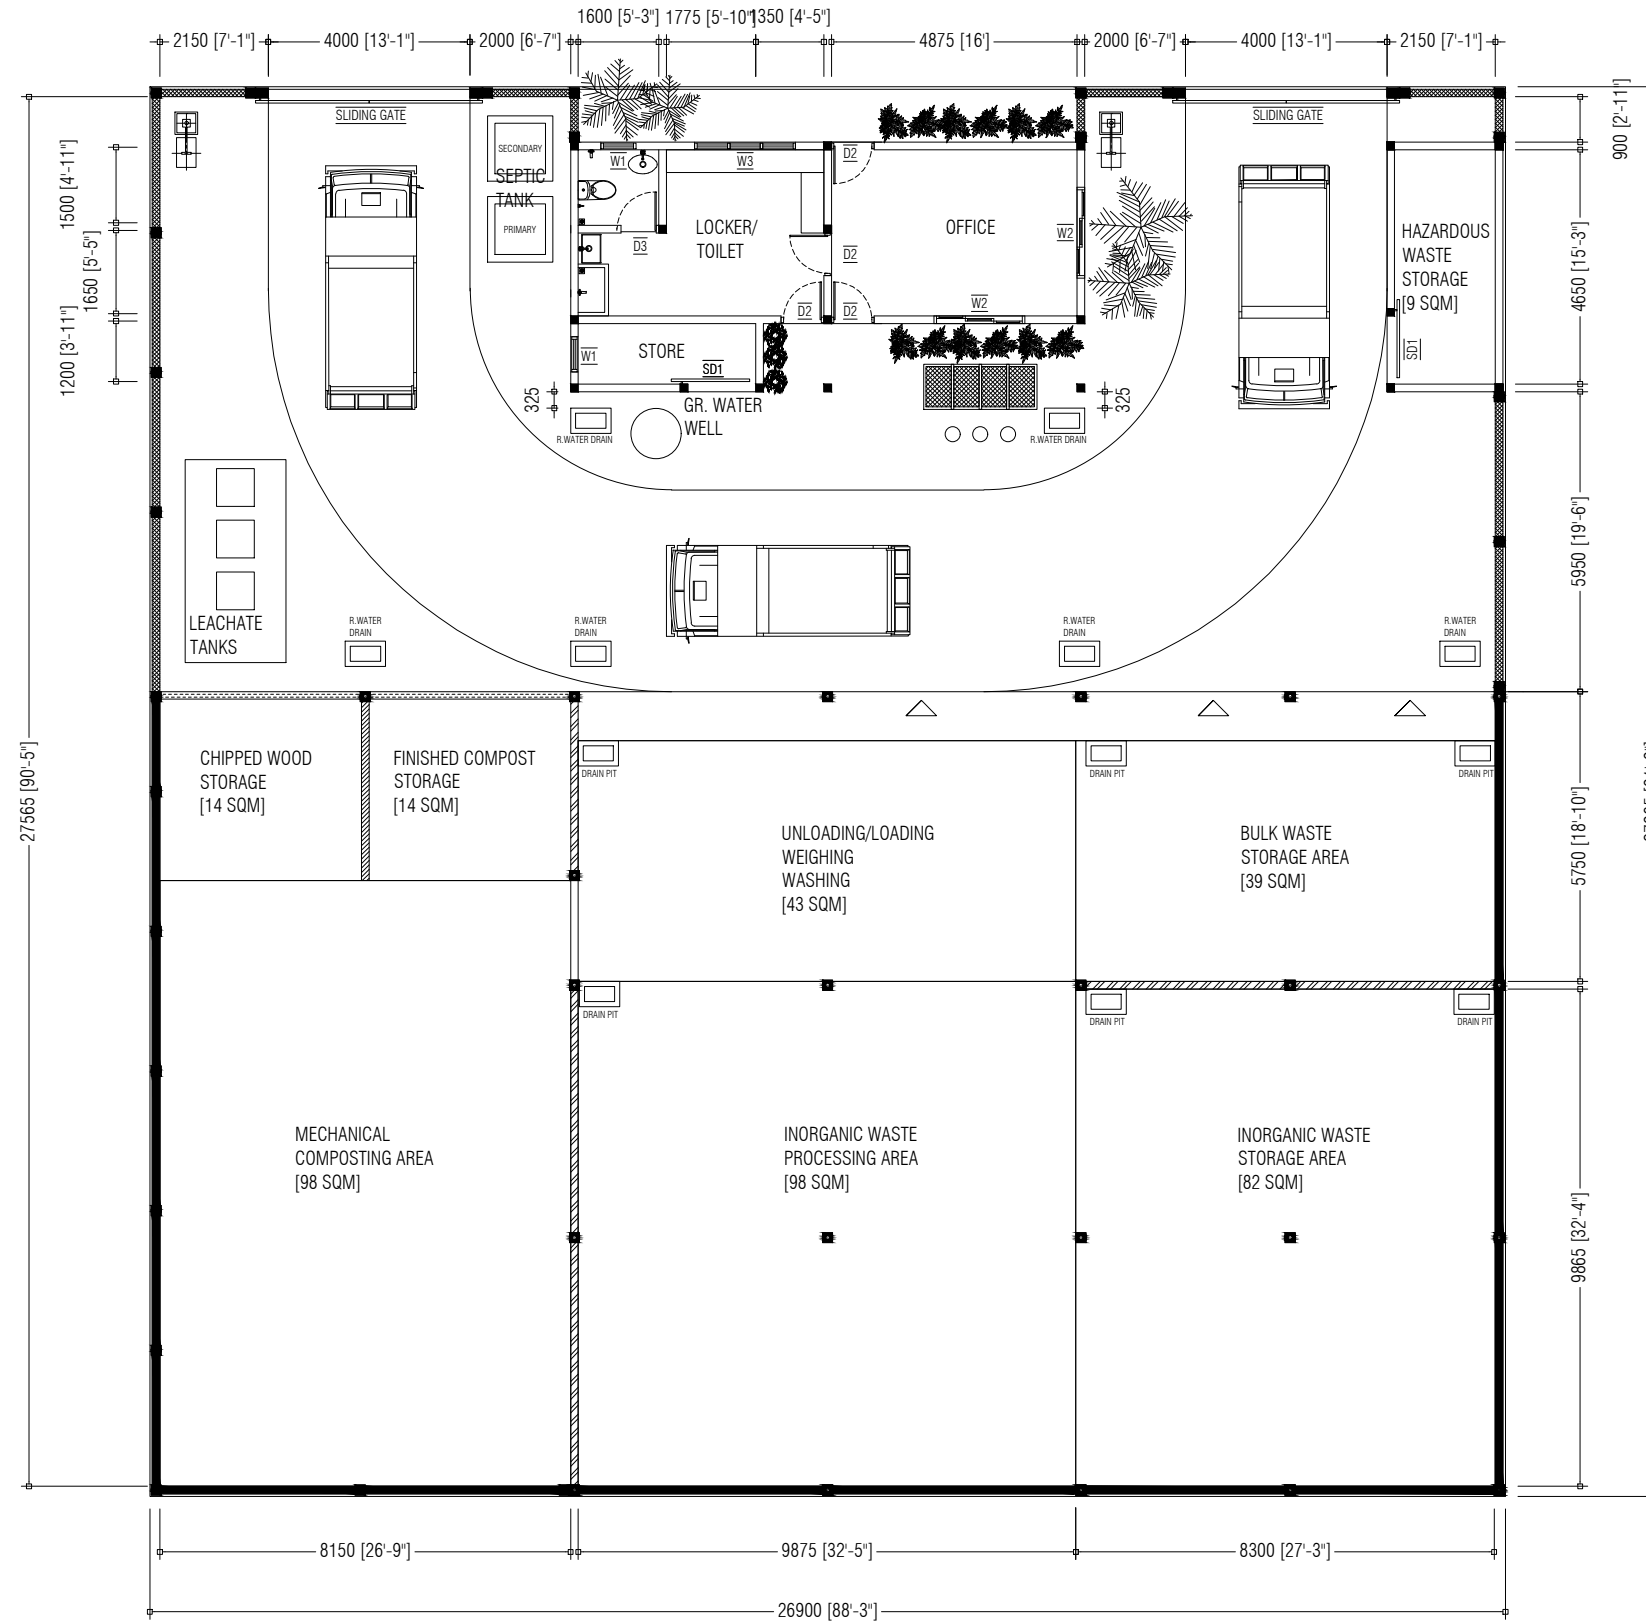 1600 [5'-3"]
1775 [5'-10"]
1350 [4'-5"]
2150 [7'-1"]
4000 [13'-1"]
2000 [6'-7"]
4875 [16']
2000 [6'-7"]
4000 [13'-1"]
2150 [7'-1"]
900 [2'-11"]
SLIDING GATE
SLIDING GATE
SECONDARY
SEPTIC
TANK
PRIMARY
W1
W3
D2
1500 [4'-11"]
1650 [5'-5"]
1200 [3'-11"]
LOCKER/
TOILET
OFFICE
W2
D3
D2
HAZARDOUS
WASTE
STORAGE
[9 SQM]
4650 [15'-3"]
D2
D2
W2
W1
STORE
SD1
SD1
325
GR. WATER
WELL
325
R.WATER DRAIN
R.WATER DRAIN
5950 [19'-6"]
LEACHATE
TANKS
R.WATER
DRAIN
R.WATER
DRAIN
R.WATER
DRAIN
R.WATER
DRAIN
27565 [90'-5"]
CHIPPED WOOD
STORAGE
[14 SQM]
FINISHED COMPOST
STORAGE
[14 SQM]
DRAIN PIT
DRAIN PIT
DRAIN PIT
UNLOADING/LOADING
WEIGHING
WASHING
[43 SQM]
BULK WASTE
STORAGE AREA
[39 SQM]
5750 [18'-10"]
DRAIN PIT
DRAIN PIT
DRAIN PIT
MECHANICAL
COMPOSTING AREA
[98 SQM]
INORGANIC WASTE
PROCESSING AREA
[98 SQM]
INORGANIC WASTE
STORAGE AREA
[82 SQM]
9865 [32'-4"]
8150 [26'-9"]
9875 [32'-5"]
8300 [27'-3"]
26900 [88'-3"]